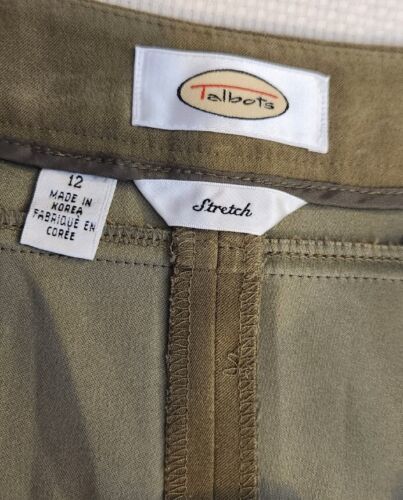 Talbots
Stretch
12
MADE IN
KOREA
FABRIQUÉ EN
CORÉE